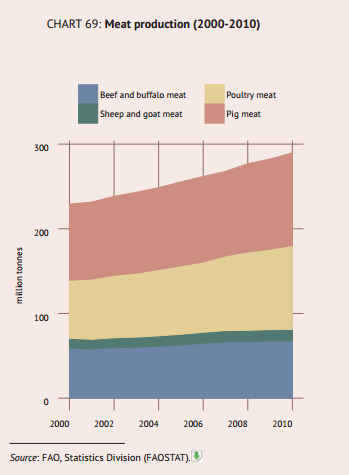 CHART 69: Meat production (2000-2010)
Beef and buffalo meat
Poultry meat
Sheep and goat meat
Pig meat
million tonnes
300
200
100
0
2000 2002 2004 2006 2008 2010
Source: FAO, Statistics Division (FAOSTAT).